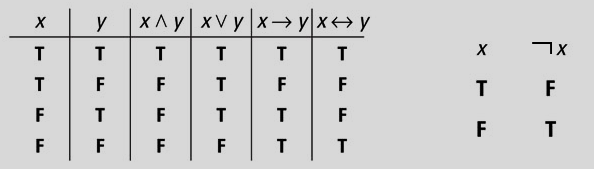 x y x ∧ y x ∨ y x → y x ↔ y
T T T T T T
T F F T F F
F T F T T F
F F F F T T
x ¬x
T F
F T